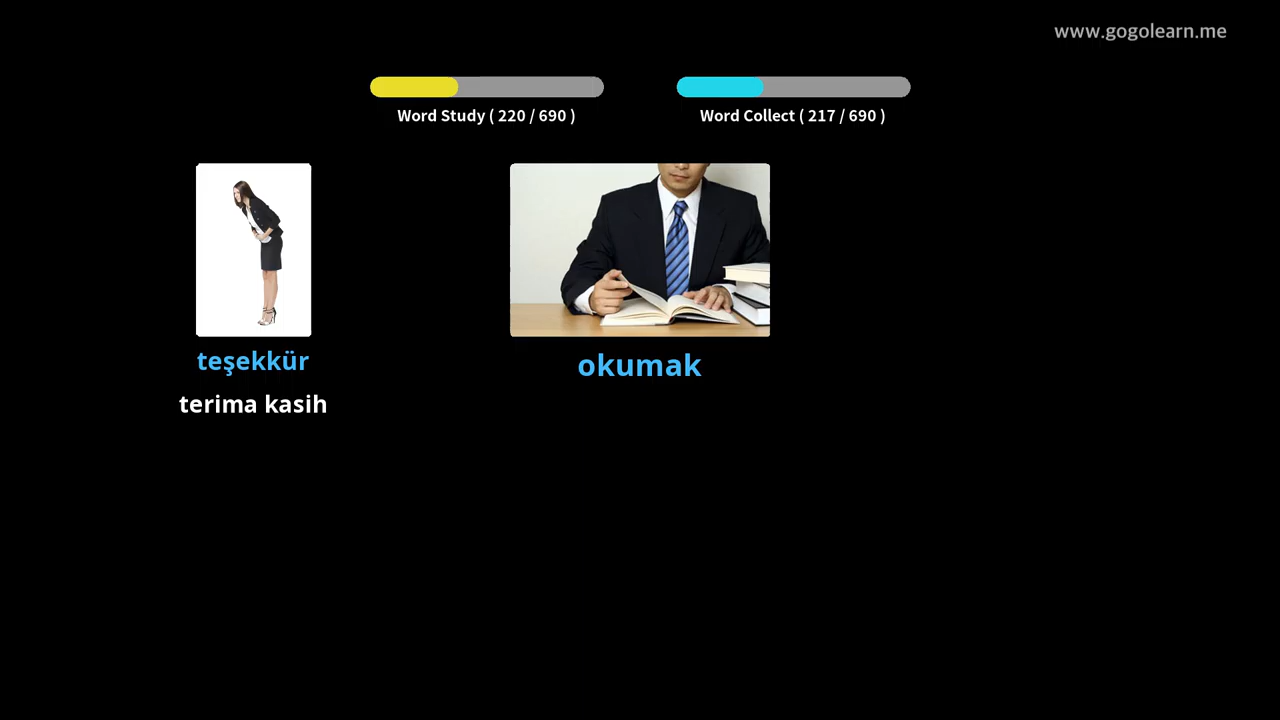 www.gogolearn.me
Word Study ( 220 / 690 )
Word Collect ( 217 / 690 )
teşekkür
okumak
terima kasih